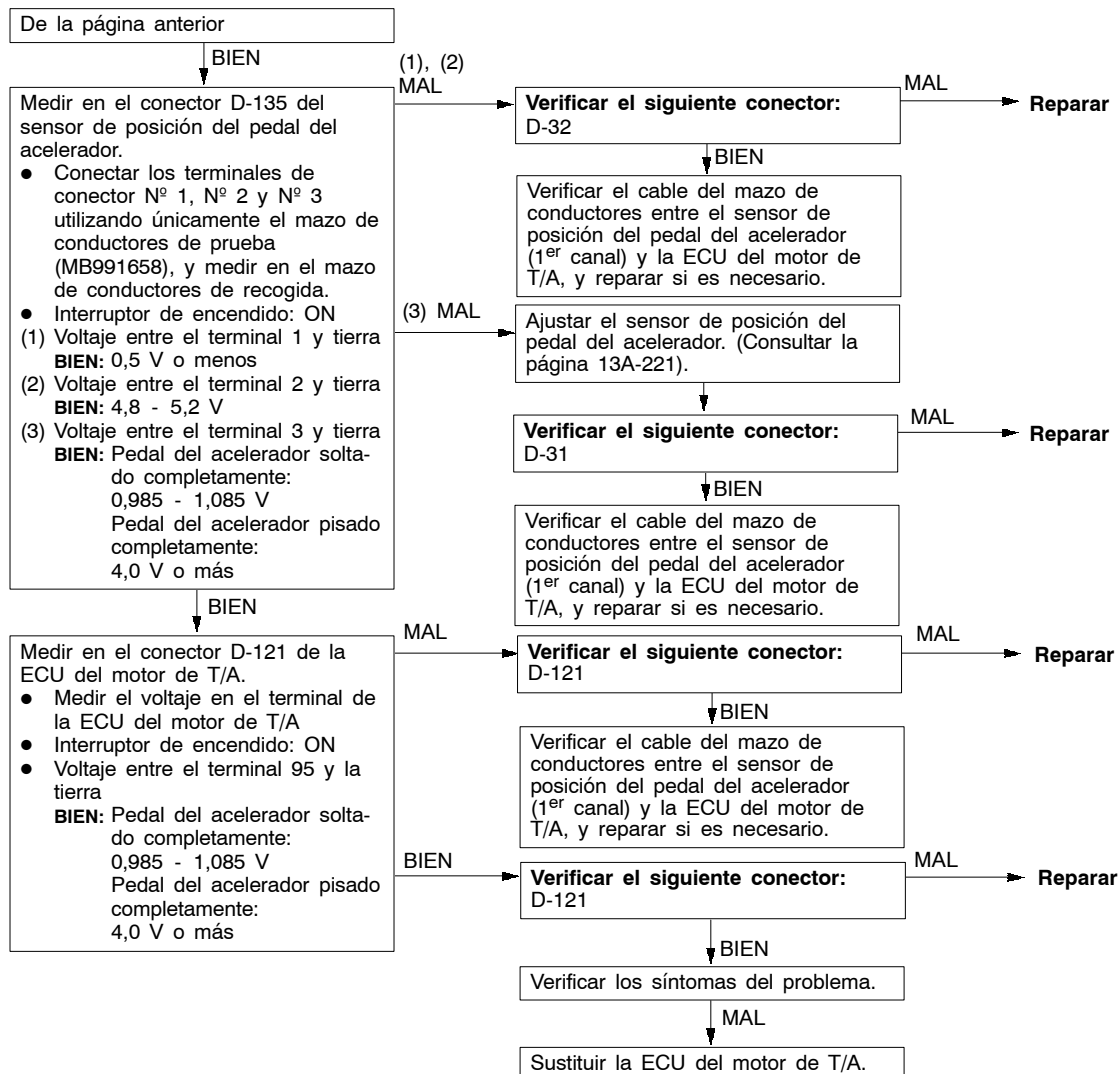 De la página anterior
BIEN
Medir en el conector D-135 del
sensor de posición del pedal del
acelerador.
● Conectar los terminales de
conector Nº 1, Nº 2 y Nº 3
utilizando únicamente el mazo de
conductores de prueba
(MB991658), y medir en el mazo
de conductores de recogida.
● Interruptor de encendido: ON
(1) Voltaje entre el terminal 1 y tierra
BIEN: 0,5 V o menos
(2) Voltaje entre el terminal 2 y tierra
BIEN: 4,8 - 5,2 V
(3) Voltaje entre el terminal 3 y tierra
BIEN: Pedal del acelerador solta-
do completamente:
0,985 - 1,085 V
Pedal del acelerador pisado
completamente:
4,0 V o más
(1), (2)
MAL
Verificar el siguiente conector:
D-32
MAL
Reparar
BIEN
Verificar el cable del mazo de
conductores entre el sensor de
posición del pedal del acelerador
(1er canal) y la ECU del motor de
T/A, y reparar si es necesario.
(3) MAL
Ajustar el sensor de posición del
pedal del acelerador. (Consultar la
página 13A-221).
Verificar el siguiente conector:
D-31
MAL
Reparar
BIEN
Verificar el cable del mazo de
conductores entre el sensor de
posición del pedal del acelerador
(1er canal) y la ECU del motor de
T/A, y reparar si es necesario.
BIEN
Medir en el conector D-121 de la
ECU del motor de T/A.
● Medir el voltaje en el terminal de
la ECU del motor de T/A
● Interruptor de encendido: ON
● Voltaje entre el terminal 95 y la
tierra
BIEN: Pedal del acelerador solta-
do completamente:
0,985 - 1,085 V
Pedal del acelerador pisado
completamente:
4,0 V o más
MAL
Verificar el siguiente conector:
D-121
MAL
Reparar
BIEN
Verificar el cable del mazo de
conductores entre el sensor de
posición del pedal del acelerador
(1er canal) y la ECU del motor de
T/A, y reparar si es necesario.
BIEN
Verificar el siguiente conector:
D-121
MAL
Reparar
BIEN
Verificar los síntomas del problema.
MAL
Sustituir la ECU del motor de T/A.